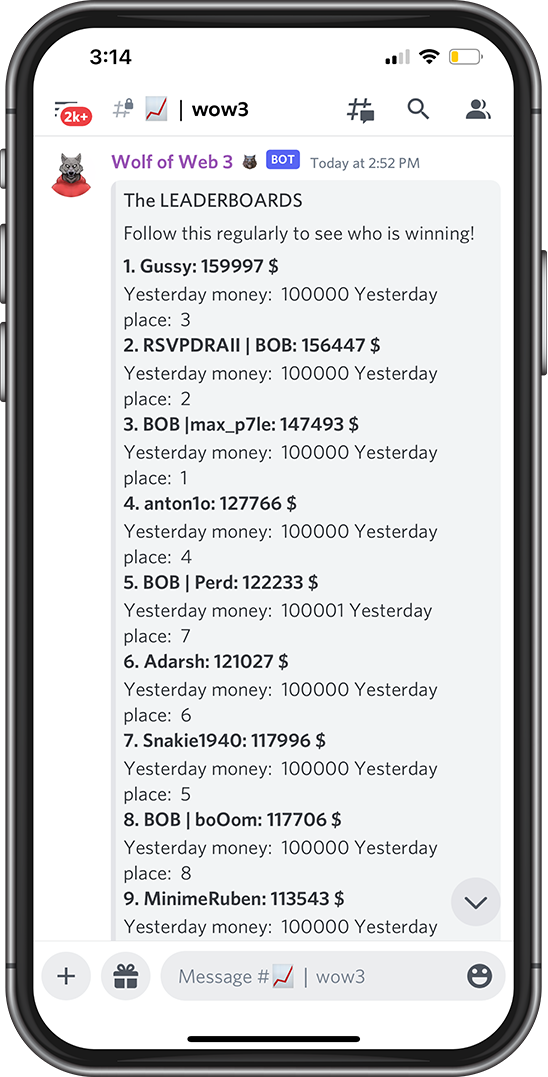 3:14
2k+
# | wow3
Wolf of Web 3 BOT Today at 2:52 PM
The LEADERBOARDS
Follow this regularly to see who is winning!
1. Gussy: 159997 $
Yesterday money: 100000 Yesterday
place: 3
2. RSVPDRAII | BOB: 156447 $
Yesterday money: 100000 Yesterday
place: 2
3. BOB |max_p7le: 147493 $
Yesterday money: 100000 Yesterday
place: 1
4. anton1o: 127766 $
Yesterday money: 100000 Yesterday
place: 4
5. BOB | Perd: 122233 $
Yesterday money: 100001 Yesterday
place: 7
6. Adarsh: 121027 $
Yesterday money: 100000 Yesterday
place: 6
7. Snakie1940: 117996 $
Yesterday money: 100000 Yesterday
place: 5
8. BOB | boOom: 117706 $
Yesterday money: 100000 Yesterday
place: 8
9. MinimeRuben: 113543 $
Yesterday money: 100000 Yesterday
Message #📈 | wow3